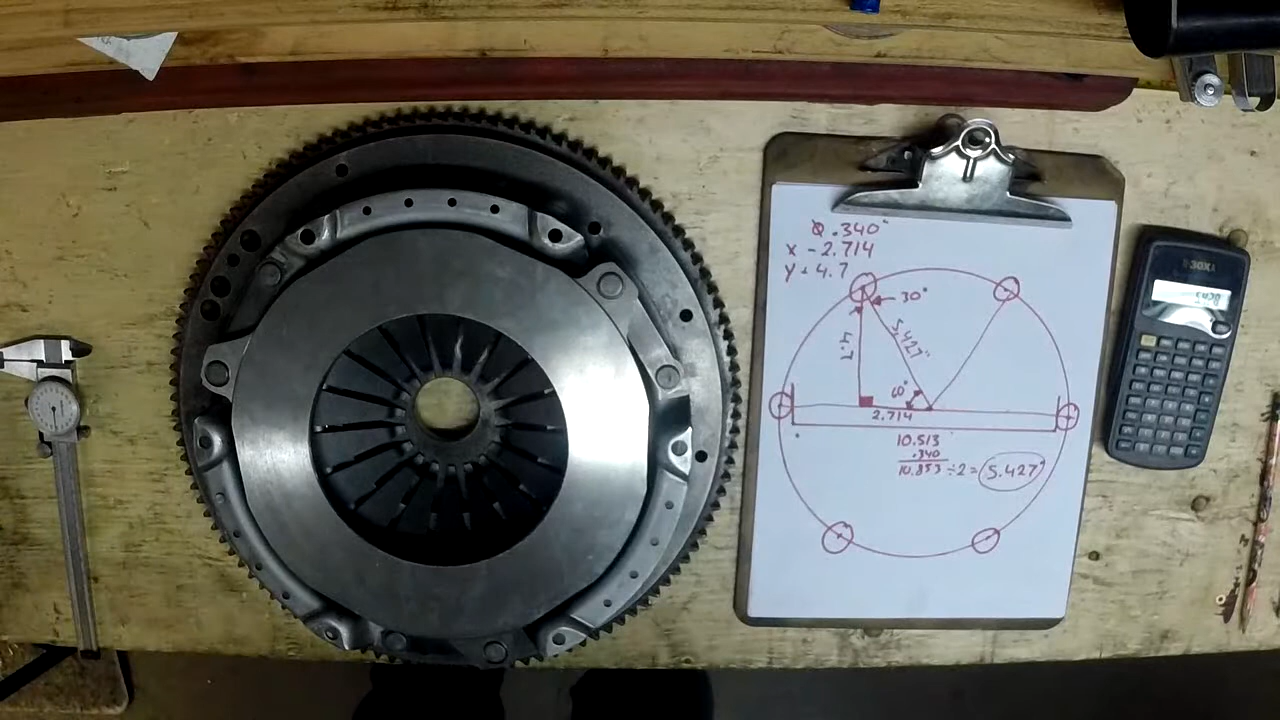 Ø.340"
x - 2.714
y + 4.7
30°
4.7
5.427"
60°
2.714
10.513
.340
10.853 ÷2= 5.427"